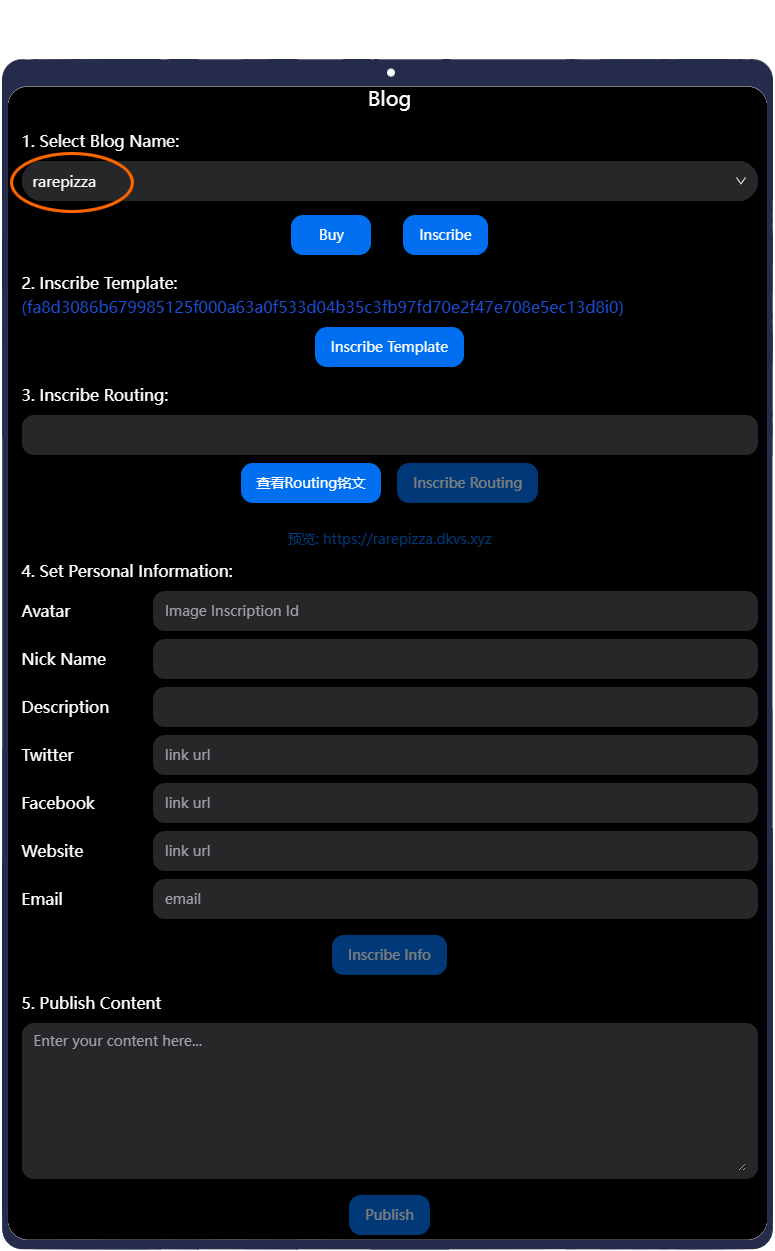 Blog
1. Select Blog Name:
rarepizza
Buy
Inscribe
2. Inscribe Template:
(fa8d3086b679985125f000a63a0f533d04b35c3fb97fd70e2f47e708e5ec13d8i0)
Inscribe Template
3. Inscribe Routing:
查看Routing铭文
Inscribe Routing
预览: https://rarepizza.dkvs.xyz
4. Set Personal Information:
Avatar
Image Inscription Id
Nick Name
Description
Twitter
link url
Facebook
link url
Website
link url
Email
email
Inscribe Info
5. Publish Content
Enter your content here...
Publish